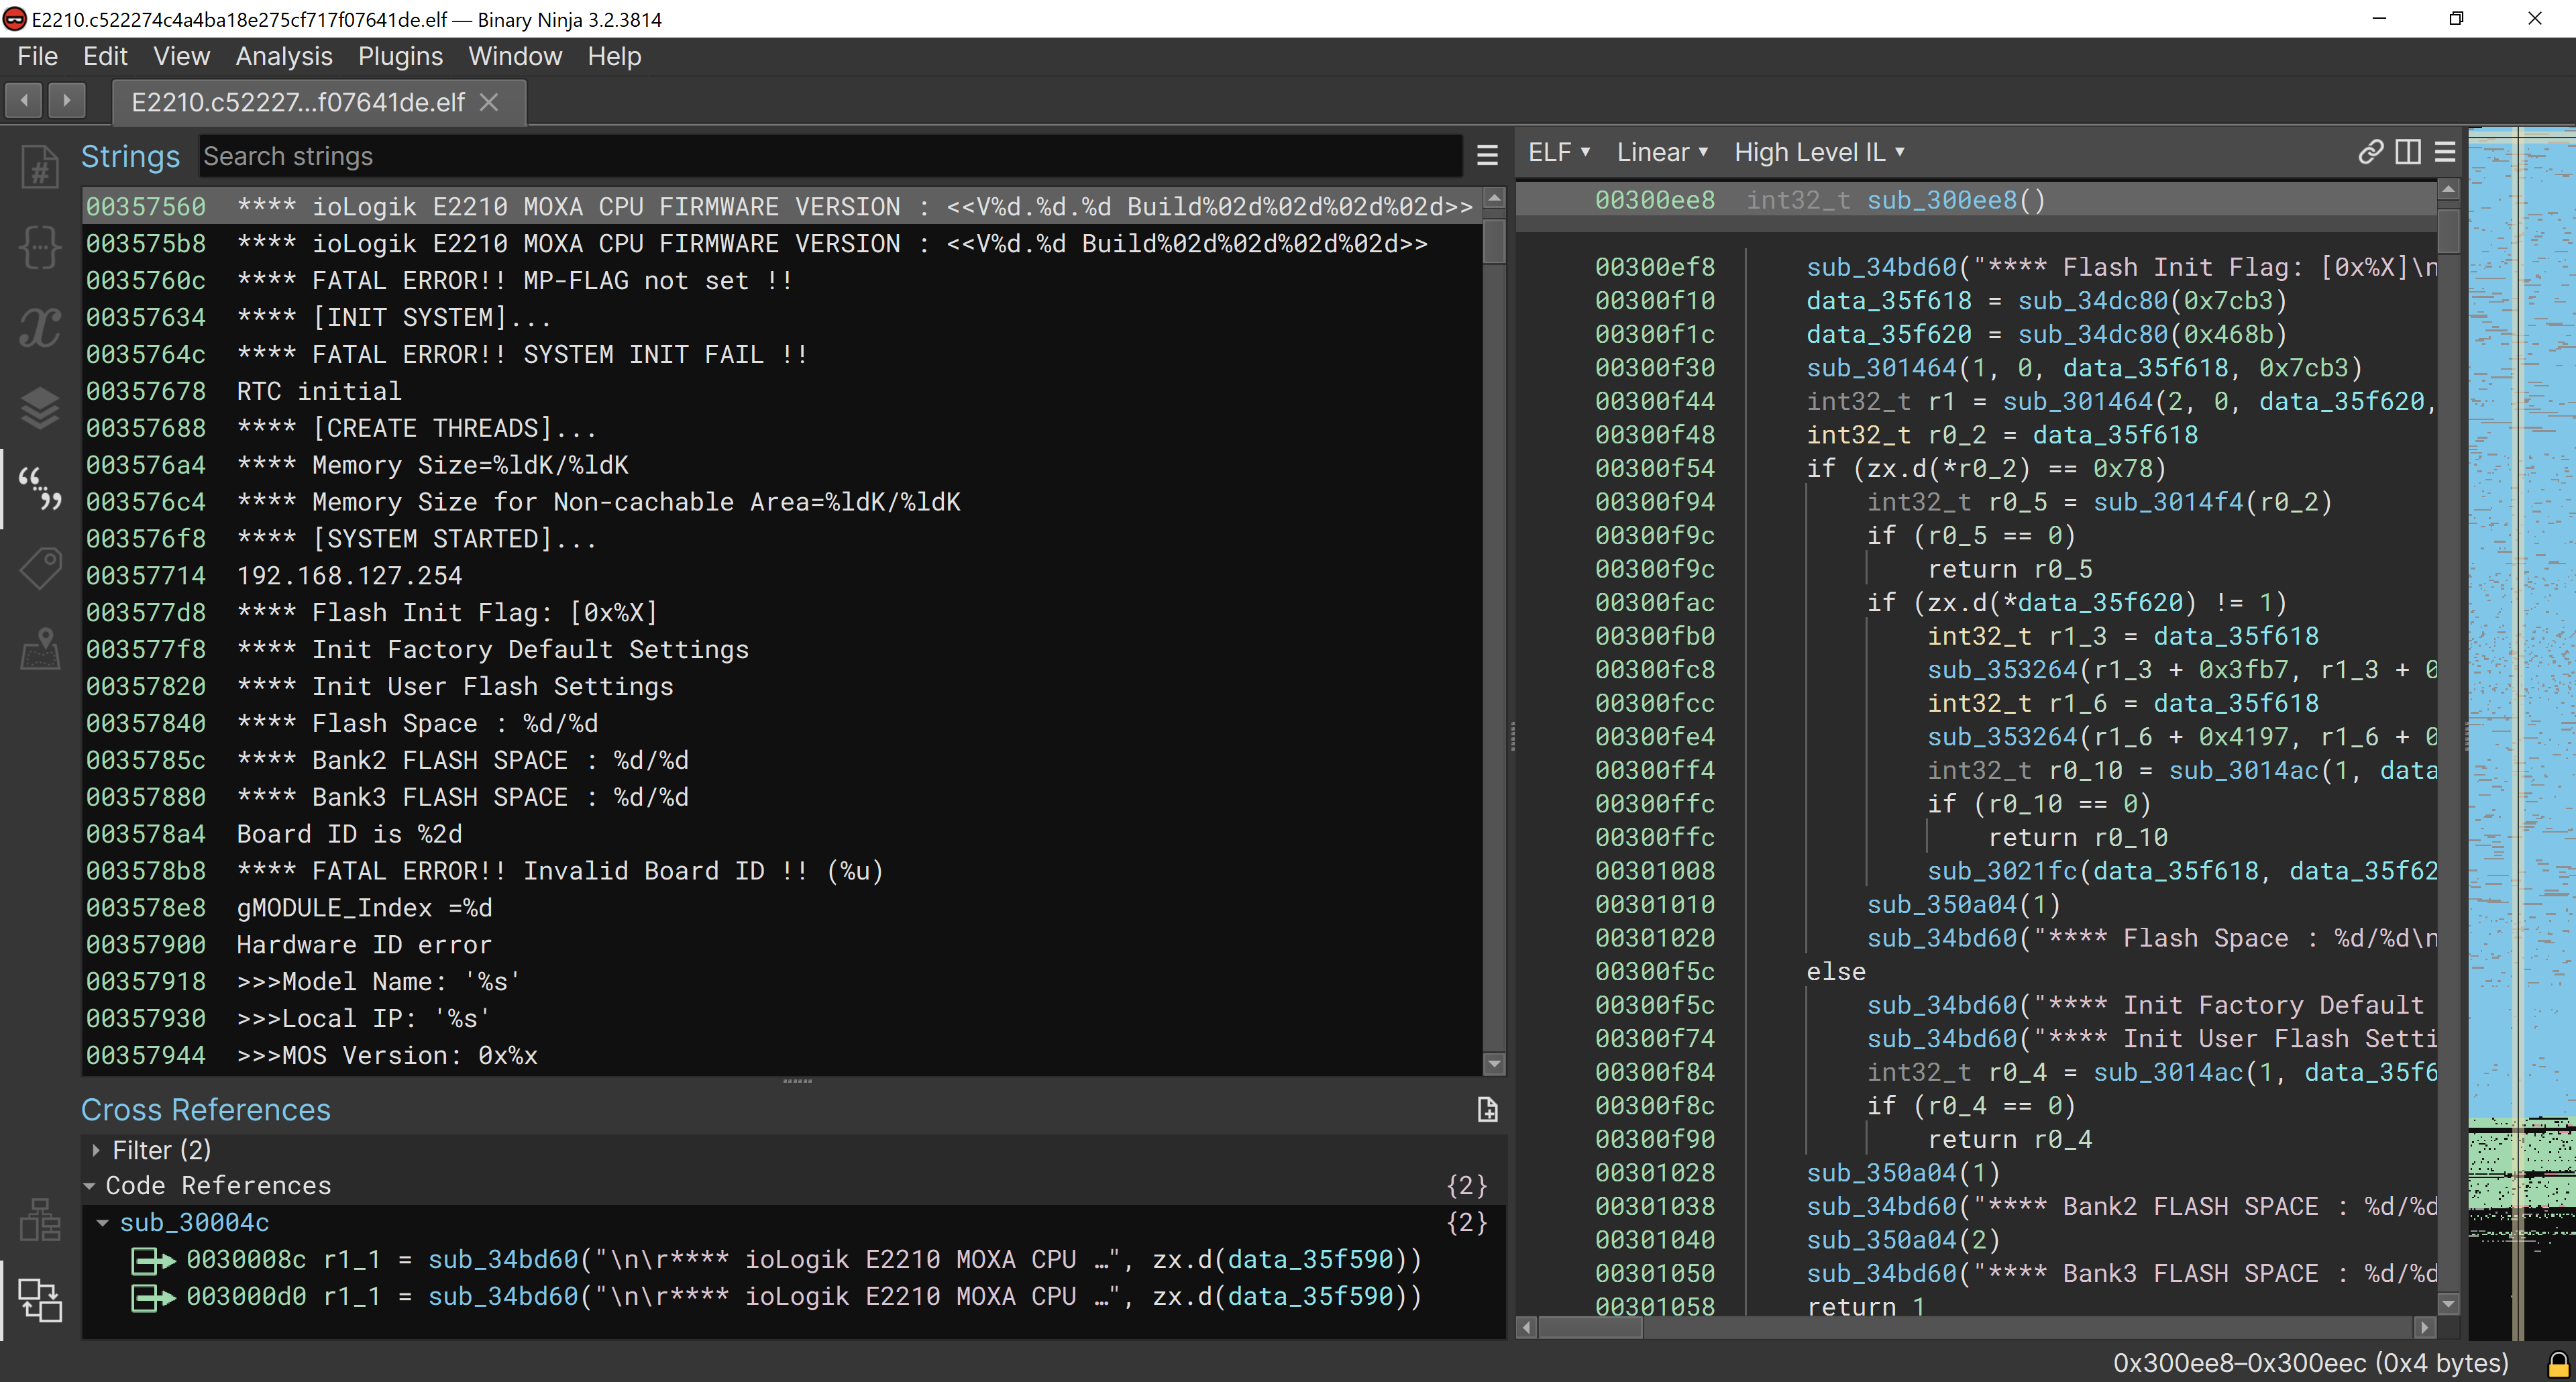 E2210.c522274c4a4ba18e275cf717f07641de.elf — Binary Ninja 3.2.3814
File Edit View Analysis Plugins Window Help
E2210.c52227...f07641de.elf
Strings Search strings
00357560 **** ioLogik E2210 MOXA CPU FIRMWARE VERSION : <<V%d.%d.%d Build%02d%02d%02d%02d>>
003575b8 **** ioLogik E2210 MOXA CPU FIRMWARE VERSION : <<V%d.%d Build%02d%02d%02d%02d>>
0035760c **** FATAL ERROR!! MP-FLAG not set !!
00357634 **** [INIT SYSTEM]...
0035764c **** FATAL ERROR!! SYSTEM INIT FAIL !!
00357678 RTC initial
00357688 **** [CREATE THREADS]...
003576a4 **** Memory Size=%ldK/%ldK
003576c4 **** Memory Size for Non-cachable Area=%ldK/%ldK
003576f8 **** [SYSTEM STARTED]...
00357714 192.168.127.254
003577d8 **** Flash Init Flag: [0x%X]
003577f8 **** Init Factory Default Settings
00357820 **** Init User Flash Settings
00357840 **** Flash Space : %d/%d
0035785c **** Bank2 FLASH SPACE : %d/%d
00357880 **** Bank3 FLASH SPACE : %d/%d
003578a4 Board ID is %2d
003578b8 **** FATAL ERROR!! Invalid Board ID !! (%u)
003578e8 gMODULE_Index =%d
00357900 Hardware ID error
00357918 >>>Model Name: '%s'
00357930 >>>Local IP: '%s'
00357944 >>>MOS Version: 0x%x
Cross References
Filter (2)
Code References {2}
sub_30004c {2}
0030008c r1_1 = sub_34bd60("\n\r**** ioLogik E2210 MOXA CPU …", zx.d(data_35f590))
003000d0 r1_1 = sub_34bd60("\n\r**** ioLogik E2210 MOXA CPU …", zx.d(data_35f590))
ELF Linear High Level IL
00300ee8 int32_t sub_300ee8()
00300ef8 sub_34bd60("**** Flash Init Flag: [0x%X]\n
00300f10 data_35f618 = sub_34dc80(0x7cb3)
00300f1c data_35f620 = sub_34dc80(0x468b)
00300f30 sub_301464(1, 0, data_35f618, 0x7cb3)
00300f44 int32_t r1 = sub_301464(2, 0, data_35f620,
00300f48 int32_t r0_2 = data_35f618
00300f54 if (zx.d(*r0_2) == 0x78)
00300f94 int32_t r0_5 = sub_3014f4(r0_2)
00300f9c if (r0_5 == 0)
00300f9c return r0_5
00300fac if (zx.d(*data_35f620) != 1)
00300fb0 int32_t r1_3 = data_35f618
00300fc8 sub_353264(r1_3 + 0x3fb7, r1_3 + 0
00300fcc int32_t r1_6 = data_35f618
00300fe4 sub_353264(r1_6 + 0x4197, r1_6 + 0
00300ff4 int32_t r0_10 = sub_3014ac(1, data
00300ffc if (r0_10 == 0)
00300ffc return r0_10
00301008 sub_3021fc(data_35f618, data_35f62
00301010 sub_350a04(1)
00301020 sub_34bd60("**** Flash Space : %d/%d\n
00300f5c else
00300f5c sub_34bd60("**** Init Factory Default
00300f74 sub_34bd60("**** Init User Flash Setti
00300f84 int32_t r0_4 = sub_3014ac(1, data_35f6
00300f8c if (r0_4 == 0)
00300f90 return r0_4
00301028 sub_350a04(1)
00301038 sub_34bd60("**** Bank2 FLASH SPACE : %d/%d
00301040 sub_350a04(2)
00301050 sub_34bd60("**** Bank3 FLASH SPACE : %d/%d
00301058 return 1
0x300ee8–0x300eec (0x4 bytes)